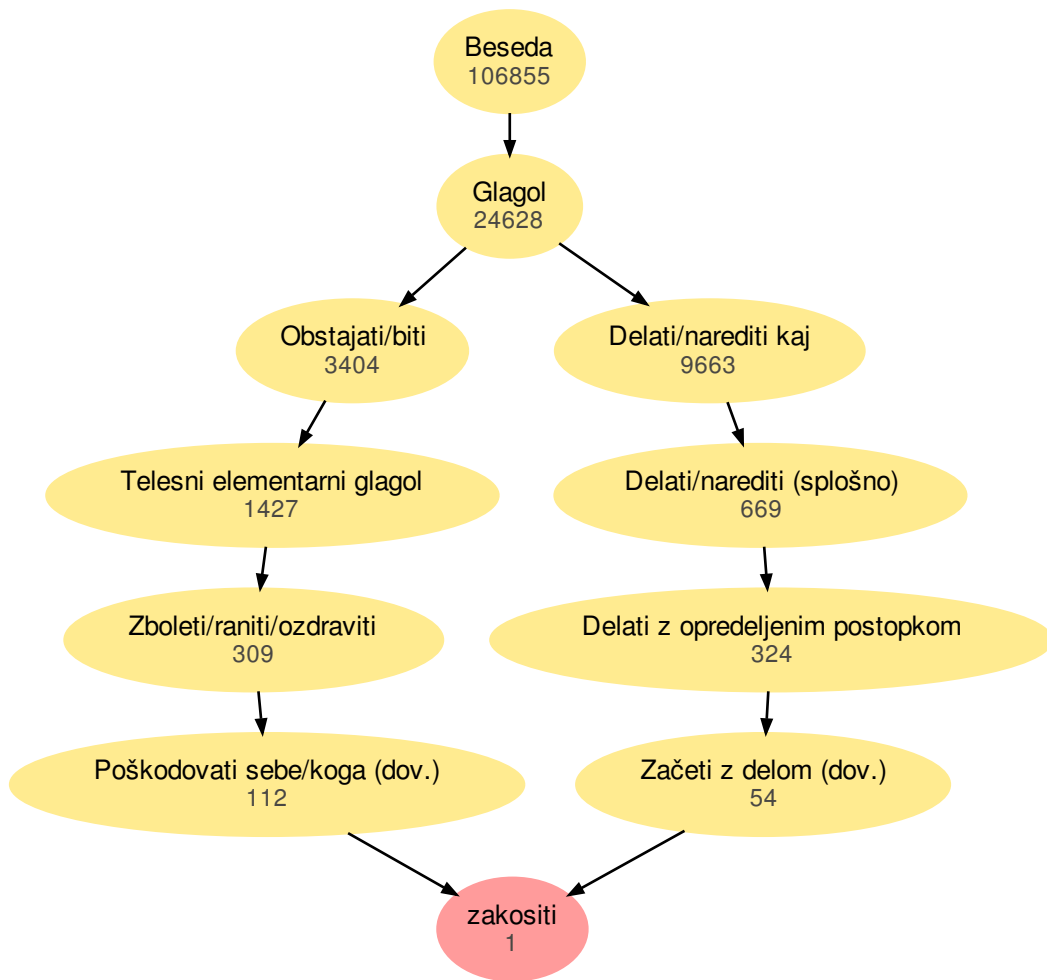 Beseda
106855
Glagol
24628
Obstajati/biti
3404
Delati/narediti kaj
9663
Telesni elementarni glagol
1427
Delati/narediti (splošno)
669
Zboleti/raniti/ozdraviti
309
Delati z opredeljenim postopkom
324
Poškodovati sebe/koga (dov.)
112
Začeti z delom (dov.)
54
zakositi
1